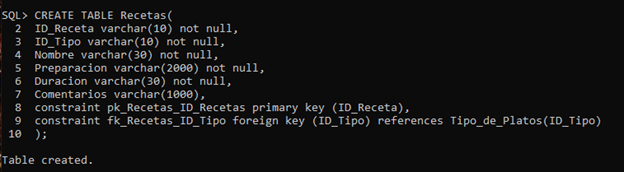 SQL> CREATE TABLE Recetas(
2 ID_Receta varchar(10) not null,
3 ID_Tipo varchar(10) not null,
4 Nombre varchar(30) not null,
5 Preparacion varchar(2000) not null,
6 Duracion varchar(30) not null,
7 Comentarios varchar(1000),
8 constraint pk_Recetas_ID_Recetas primary key (ID_Receta),
9 constraint fk_Recetas_ID_Tipo foreign key (ID_Tipo) references Tipo_de_Platos(ID_Tipo)
10 );
Table created.